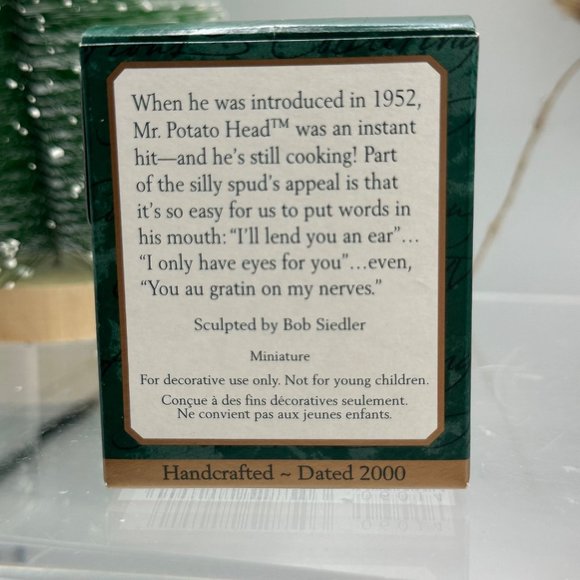 When he was introduced in 1952,
Mr. Potato Head™ was an instant
hit—and he's still cooking! Part
of the silly spud's appeal is that
it's so easy for us to put words in
his mouth: “I'll lend you an ear”...
“I only have eyes for you”...even,
“You au gratin on my nerves.”
Sculpted by Bob Siedler
Miniature
For decorative use only. Not for young children.
Conçue à des fins décoratives seulement.
Ne convient pas aux jeunes enfants.
Handcrafted ~ Dated 2000